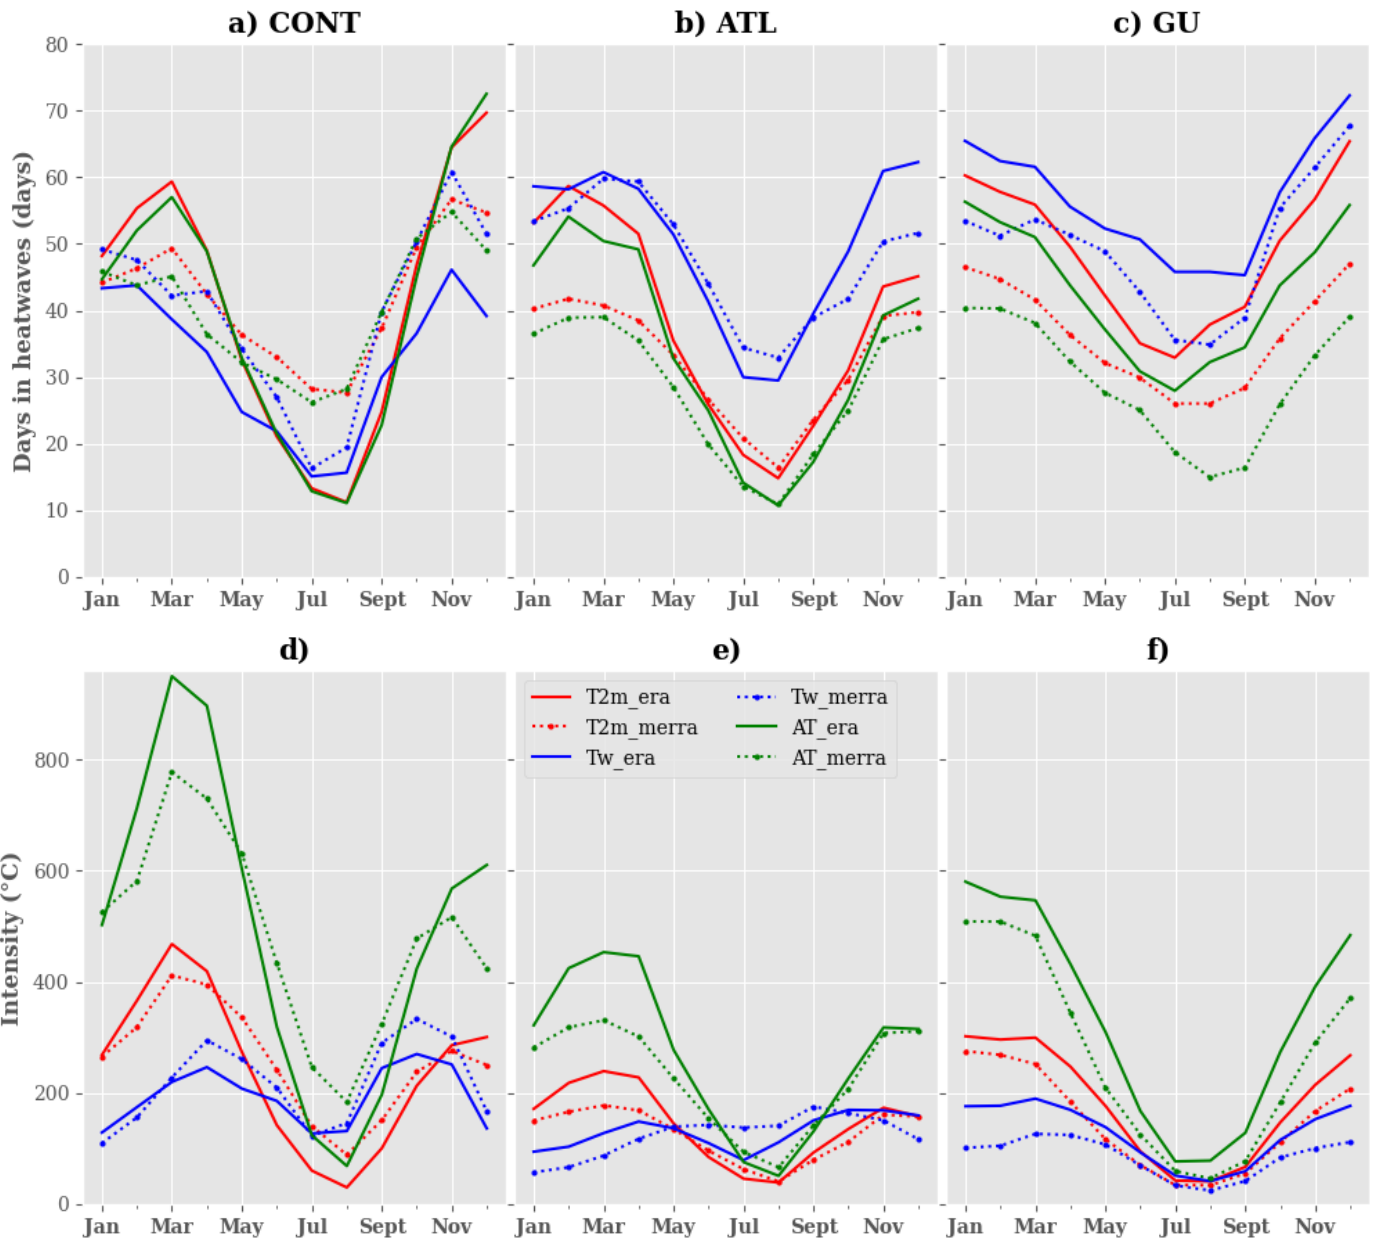 a) CONT
b) ATL
c) GU
Days in heatwaves (days)
80
70
60
50
40
30
20
10
0
Jan Mar May Jul Sept Nov
Jan Mar May Jul Sept Nov
Jan Mar May Jul Sept Nov
d)
e)
f)
Intensity (°C)
800
600
400
200
0
T2m_era
T2m_merra
Tw_era
Tw_merra
AT_era
AT_merra
Jan Mar May Jul Sept Nov
Jan Mar May Jul Sept Nov
Jan Mar May Jul Sept Nov